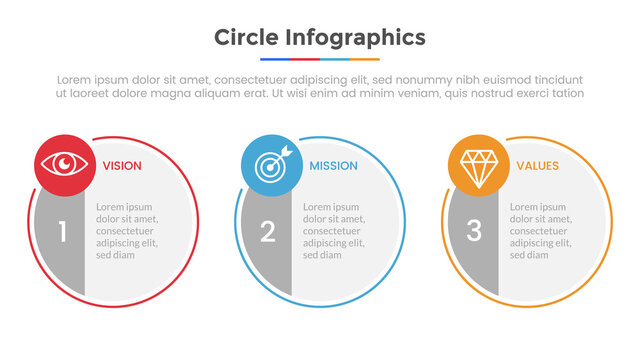 Circle Infographics
Lorem ipsum dolor sit amet, consectetuer adipiscing elit, sed nonummy nibh euismod
ut labore et dolore magna aliquam erat. Ut wisi enim ad minim veniam, quis nostrud exerci tation
VISION
1
Lorem ipsum
dolor sit amet,
consectetuer
adipiscing elit,
sed diam
MISSION
2
Lorem ipsum
dolor sit amet,
consectetuer
adipiscing elit,
sed diam
VALUES
3
Lorem ipsum
dolor sit amet,
consectetuer
adipiscing elit,
sed diam